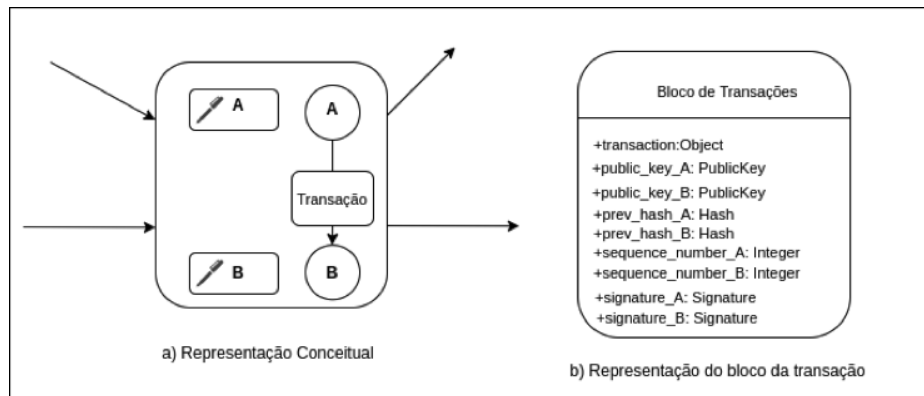 A
A
Transação
B
B
a) Representação Conceitual
Bloco de Transações
+transaction:Object
+public_key_A: PublicKey
+public_key_B: PublicKey
+prev_hash_A: Hash
+prev_hash_B: Hash
+sequence_number_A: Integer
+sequence_number_B: Integer
+signature_A: Signature
+signature_B: Signature
b) Representação do bloco da transação